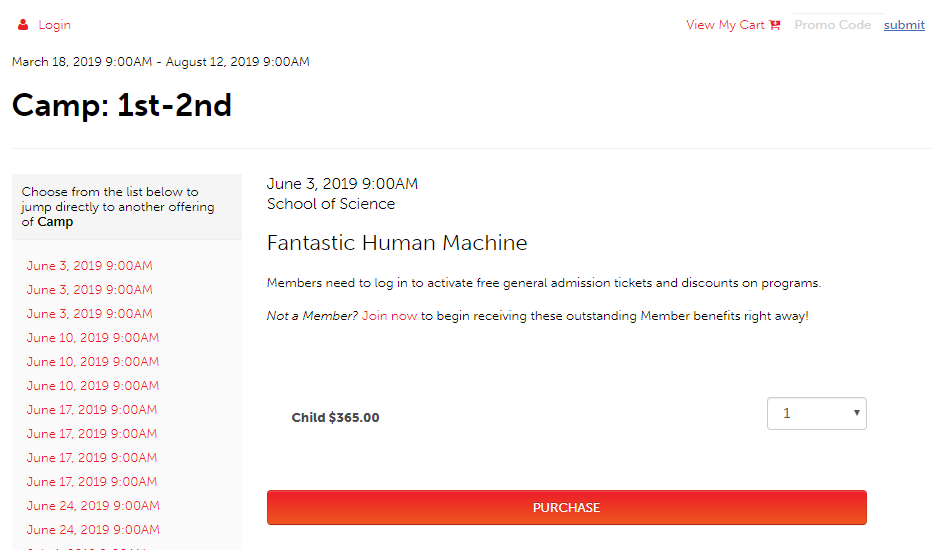 Login
View My Cart
Promo Code
submit
March 18, 2019 9:00AM - August 12, 2019 9:00AM
Camp: 1st-2nd
Choose from the list below to
jump directly to another offering
of Camp
June 3, 2019 9:00AM
June 3, 2019 9:00AM
June 3, 2019 9:00AM
June 10, 2019 9:00AM
June 10, 2019 9:00AM
June 10, 2019 9:00AM
June 17, 2019 9:00AM
June 17, 2019 9:00AM
June 17, 2019 9:00AM
June 17, 2019 9:00AM
June 24, 2019 9:00AM
June 24, 2019 9:00AM
June 3, 2019 9:00AM
School of Science
Fantastic Human Machine
Members need to log in to activate free general admission tickets and discounts on programs.
Not a Member? Join now to begin receiving these outstanding Member benefits right away!
Child $365.00
1
PURCHASE